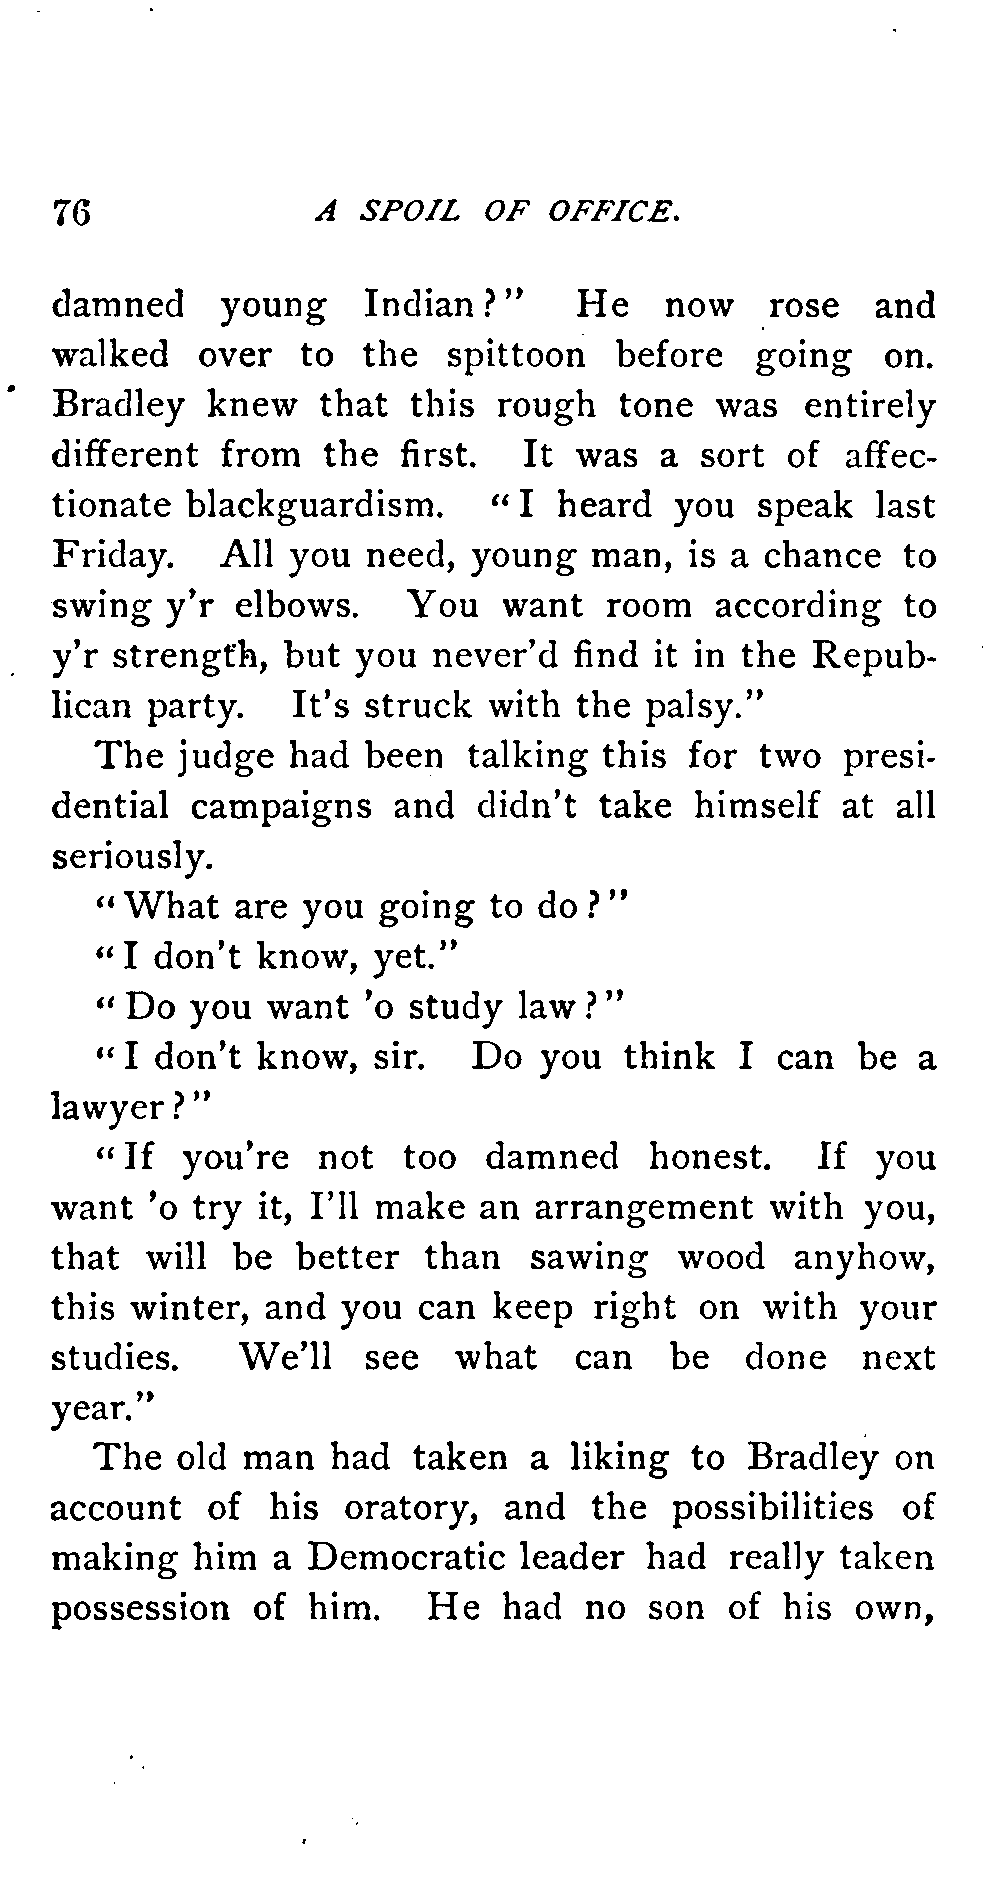 76 A SPOIL OF OFFICE.
damned young Indian?" He now rose and
walked over to the spittoon before going on.
Bradley knew that this rough tone was entirely
different from the first. It was a sort of affec-
tionate blackguardism. "I heard you speak last
Friday. All you need, young man, is a chance to
swing y'r elbows. You want room according to
y'r strength, but you never'd find it in the Repub-
lican party. It's struck with the palsy."
The judge had been talking this for two presi-
dential campaigns and didn't take himself at all
seriously.
"What are you going to do?"
"I don't know, yet."
"Do you want 'o study law?"
"I don't know, sir. Do you think I can be a
lawyer?"
"If you're not too damned honest. If you
want 'o try it, I'll make an arrangement with you,
that will be better than sawing wood anyhow,
this winter, and you can keep right on with your
studies. We'll see what can be done next
year."
The old man had taken a liking to Bradley on
account of his oratory, and the possibilities of
making him a Democratic leader had really taken
possession of him. He had no son of his own,